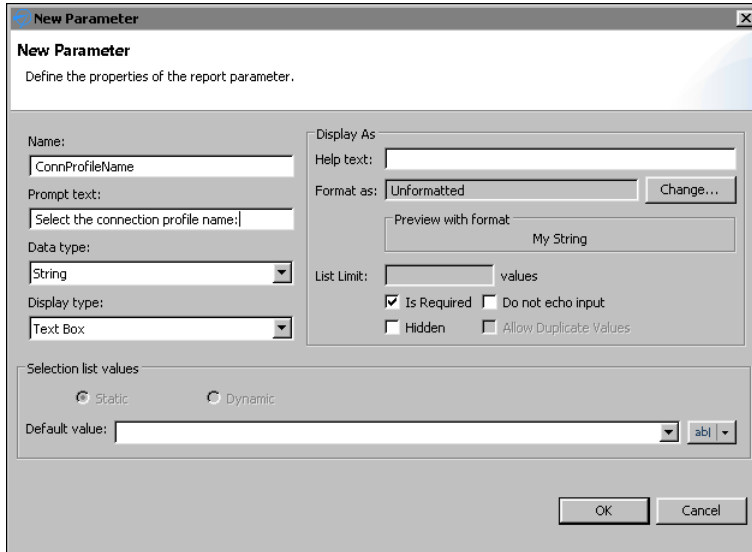 New Parameter
New Parameter
Define the properties of the report parameter.
Name:
ConnProfileName
Prompt text:
Select the connection profile name:
Data type:
String
Display type:
Text Box
Display As
Help text:
Format as: Unformatted Change...
Preview with format
My String
List Limit: values
Is Required Do not echo input
Hidden Allow Duplicate Values
Selection list values
Static Dynamic
Default value: ab|
OK Cancel